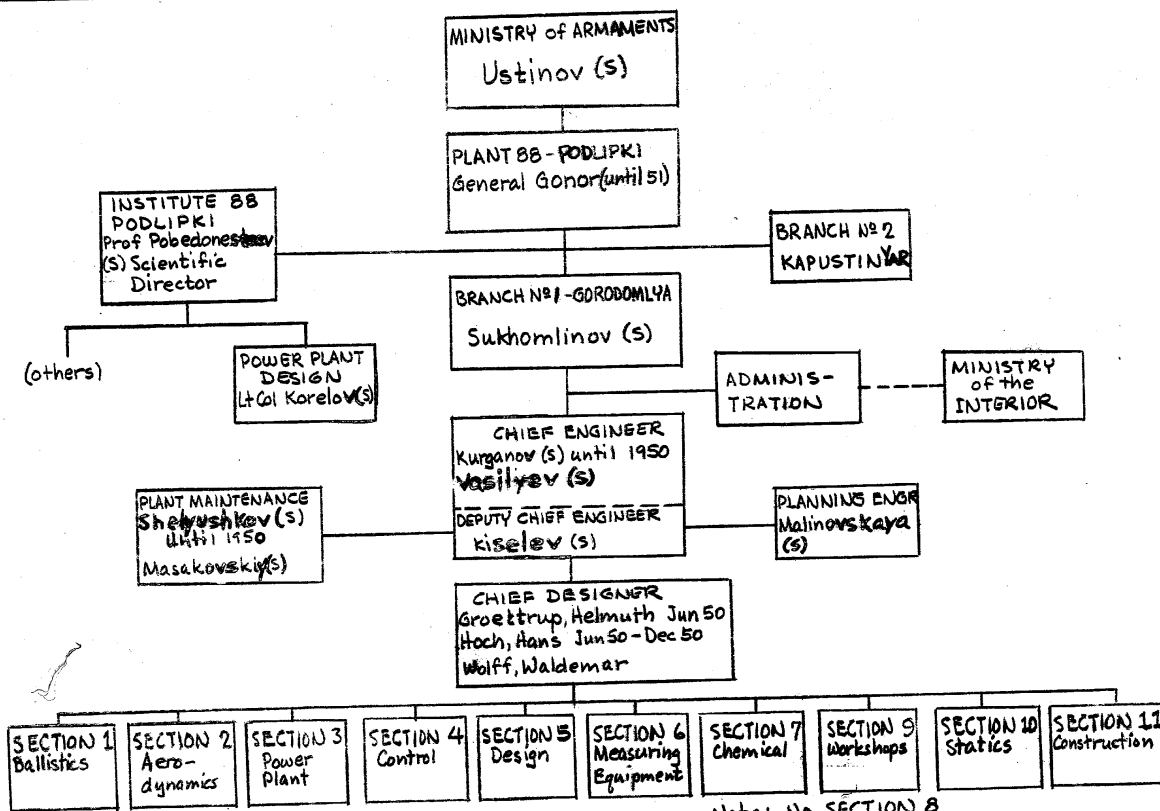 MINISTRY of ARMAMENTS
Ustinov (S)
PLANT 88 - PODLIPKI
General Gonor (until 51)
INSTITUTE 88
PODLIPKI
Prof Pobedonostsev
(S) Scientific
Director
BRANCH Nº 2
KAPUSTIN YAR
BRANCH Nº 1 - GORODOMLYA
Sukhomlinov (S)
(others)
POWER PLANT
DESIGN
Lt Col Korelov (S)
ADMINIS-
TRATION
MINISTRY
of the
INTERIOR
CHIEF ENGINEER
Kurganov (S) until 1950
Vasilyev (S)
DEPUTY CHIEF ENGINEER
Kiselev (S)
PLANT MAINTENANCE
Shelyushkov (S)
Until 1950
Masakovskiy (S)
PLANNING ENGR
Malinovskaya
(S)
CHIEF DESIGNER
Groettrup, Helmuth Jun 50
Hoch, Hans Jun 50 - Dec 50
Wolff, Waldemar
SECTION 1
Ballistics
SECTION 2
Aero-
dynamics
SECTION 3
Power
Plant
SECTION 4
Control
SECTION 5
Design
SECTION 6
Measuring
Equipment
SECTION 7
Chemical
SECTION 9
Workshops
SECTION 10
Statics
SECTION 11
Construction
Note: No SECTION 8